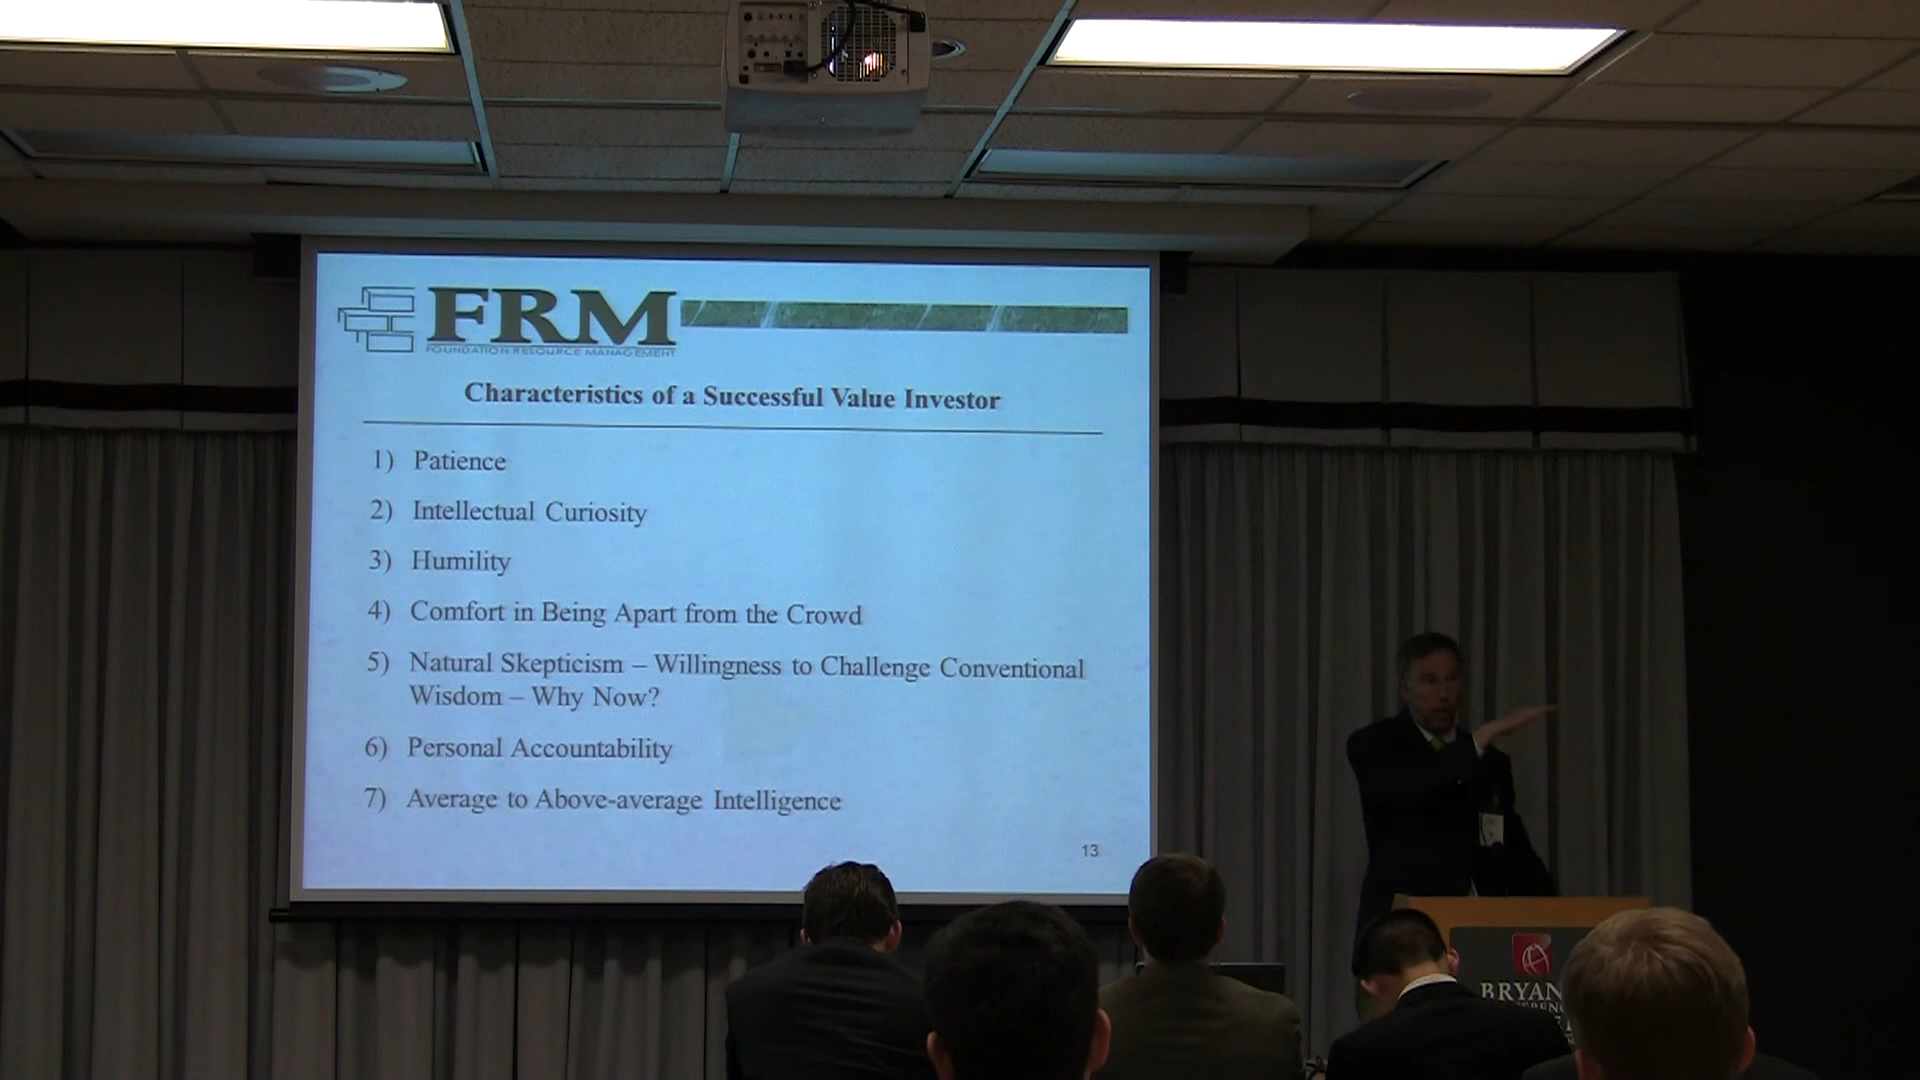 FRM
FOUNDATION RESOURCE MANAGEMENT
Characteristics of a Successful Value Investor
1) Patience
2) Intellectual Curiosity
3) Humility
4) Comfort in Being Apart from the Crowd
5) Natural Skepticism – Willingness to Challenge Conventional
Wisdom – Why Now?
6) Personal Accountability
7) Average to Above-average Intelligence
13
BRYAN